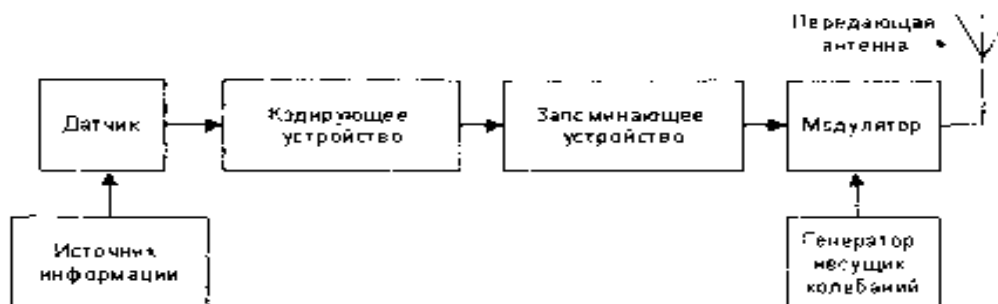 Передающая
антенна
Датчик
Кодирующее
устройство
Запоминающее
устройство
Модулятор
Источник
информации
Генератор
несущих
колебаний